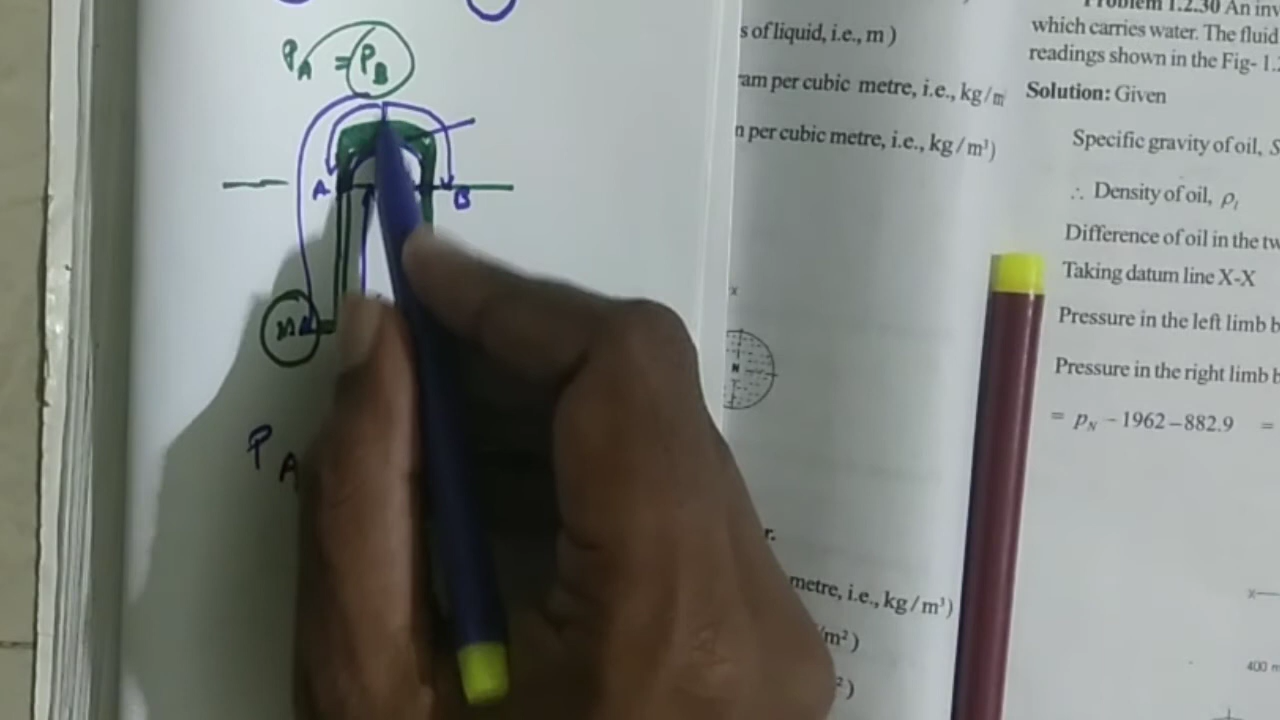 P_A = P_B
A
B
M
P_A
s of liquid, i.e., m )
am per cubic metre, i.e., kg/m
n per cubic metre, i.e., kg/m³)
x
N
r.
metre, i.e., kg/m³)
/m²)
²)
Problem 1.2.30 An inv
which carries water. The fluid
readings shown in the Fig- 1.2
Solution: Given
Specific gravity of oil, S
∴ Density of oil, ρ
Difference of oil in the tw
Taking datum line X-X
Pressure in the left limb b
Pressure in the right limb b
= p_N − 1962 − 882.9 =
x
400 m